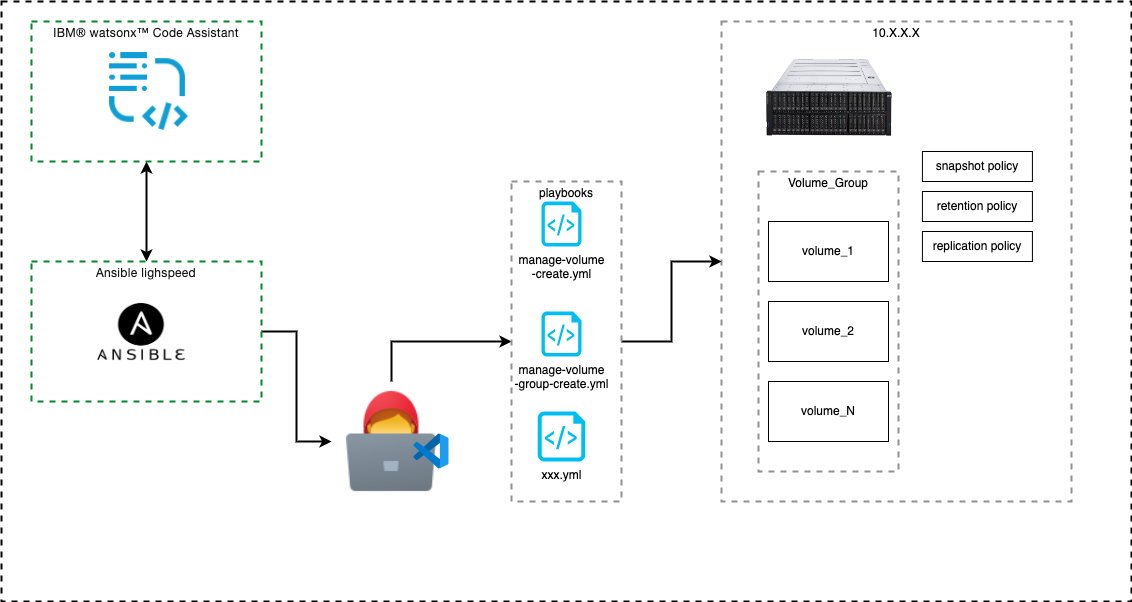 IBM® watsonx™ Code Assistant
Ansible lighspeed
ANSIBLE
playbooks
manage-volume
-create.yml
manage-volume
-group-create.yml
xxx.yml
10.X.X.X
Volume_Group
volume_1
volume_2
volume_N
snapshot policy
retention policy
replication policy